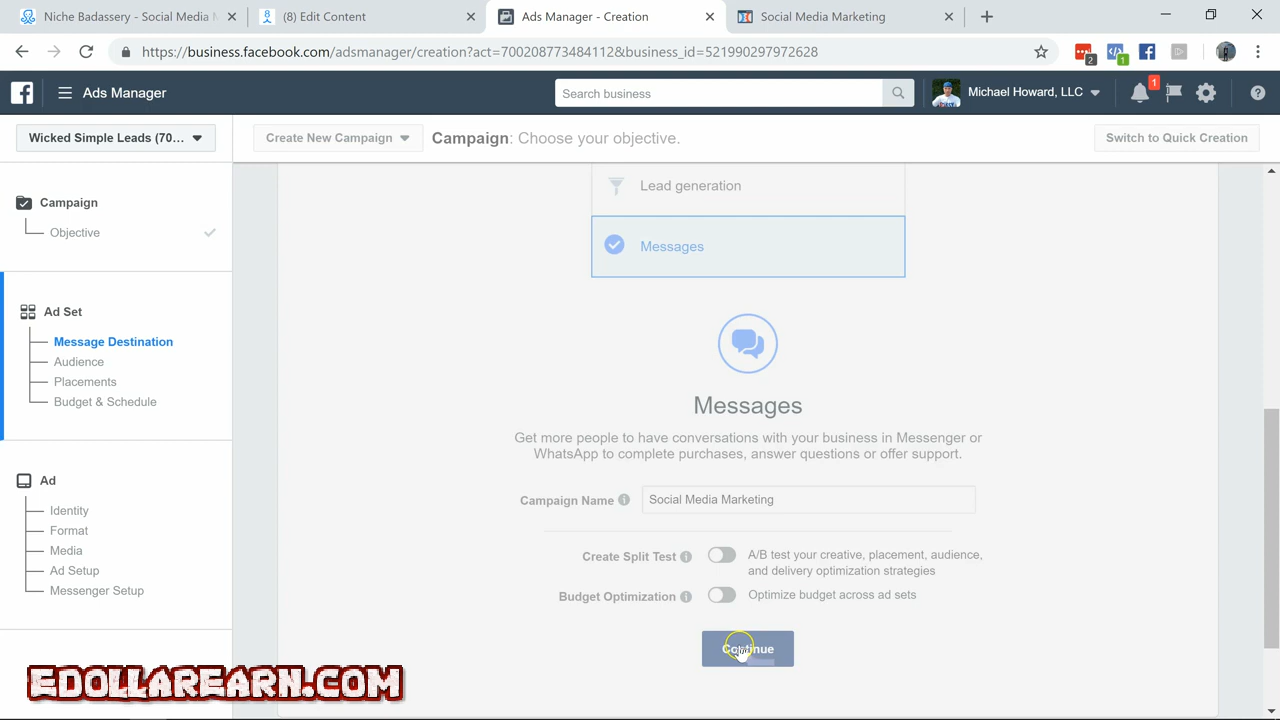 Niche Badassery - Social Media M
(8) Edit Content
Ads Manager - Creation
Social Media Marketing
https://business.facebook.com/adsmanager/creation?act=700208773484112&business_id=521990297972628
2
1
Ads Manager
Search business
Michael Howard, LLC
1
Wicked Simple Leads (70...
Create New Campaign
Campaign: Choose your objective.
Switch to Quick Creation
Campaign
Objective
Ad Set
Message Destination
Audience
Placements
Budget & Schedule
Ad
Identity
Format
Media
Ad Setup
Messenger Setup
Lead generation
Messages
Messages
Get more people to have conversations with your business in Messenger or
WhatsApp to complete purchases, answer questions or offer support.
Campaign Name
Social Media Marketing
Create Split Test
A/B test your creative, placement, audience,
and delivery optimization strategies
Budget Optimization
Optimize budget across ad sets
Continue
EDOLLAREARN.COM